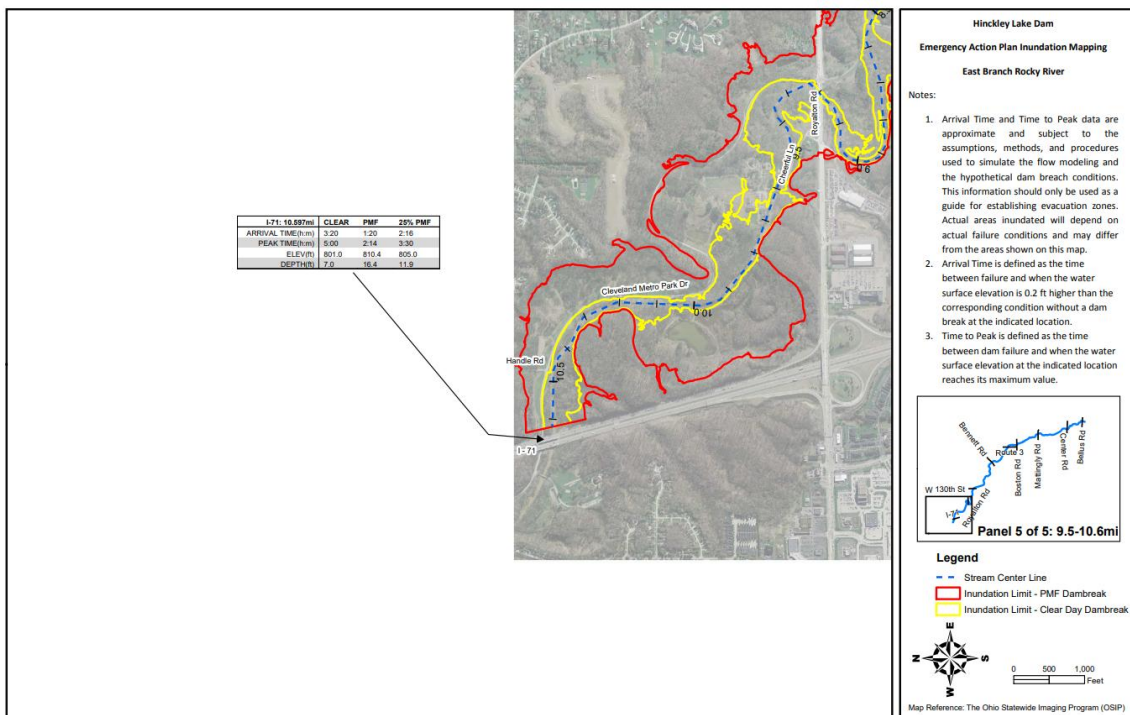 I-71: 10.597mi CLEAR PMF 25% PMF
ARRIVAL TIME(h:m) 3:20 1:20 2:16
PEAK TIME(h:m) 5:00 2:14 3:30
ELEV(ft) 801.0 810.4 805.0
DEPTH(ft) 7.0 16.4 11.9
Royalton Rd
Cheerful Ln
9.5
9.0
Cleveland Metro Park Dr
10.0
Handle Rd
10.5
I - 71
Hinckley Lake Dam
Emergency Action Plan Inundation Mapping
East Branch Rocky River
Notes:
1. Arrival Time and Time to Peak data are
approximate and subject to the
assumptions, methods, and procedures
used to simulate the flow modeling and
the hypothetical dam breach conditions.
This information should only be used as a
guide for establishing evacuation zones.
Actual areas inundated will depend on
actual failure conditions and may differ
from the areas shown on this map.
2. Arrival Time is defined as the time
between failure and when the water
surface elevation is 0.2 ft higher than the
corresponding condition without a dam
break at the indicated location.
3. Time to Peak is defined as the time
between dam failure and when the water
surface elevation at the indicated location
reaches its maximum value.
Bennett Rd
Route 3
Boston Rd
Mattingly Rd
Center Rd
Bellus Rd
W 130th St
Royalton Rd
I-71
Panel 5 of 5: 9.5-10.6mi
Legend
Stream Center Line
Inundation Limit - PMF Dambreak
Inundation Limit - Clear Day Dambreak
E
N
S
W
0 500 1,000
Feet
Map Reference: The Ohio Statewide Imaging Program (OSIP)